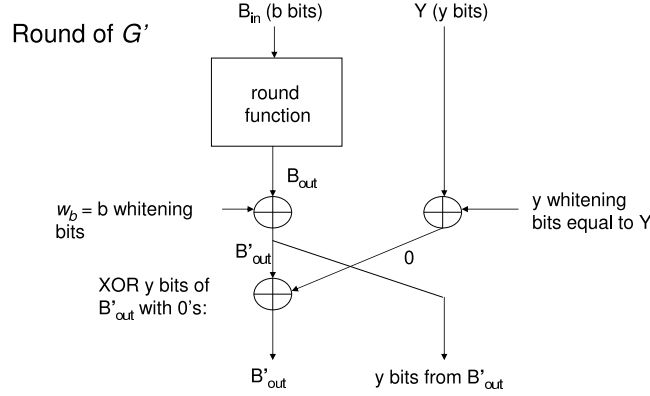 Round of G'
B_in (b bits)
Y (y bits)
round
function
B_out
w_b = b whitening
bits
y whitening
bits equal to Y
B'_out
0
XOR y bits of
B'_out with 0's:
B'_out
y bits from B'_out